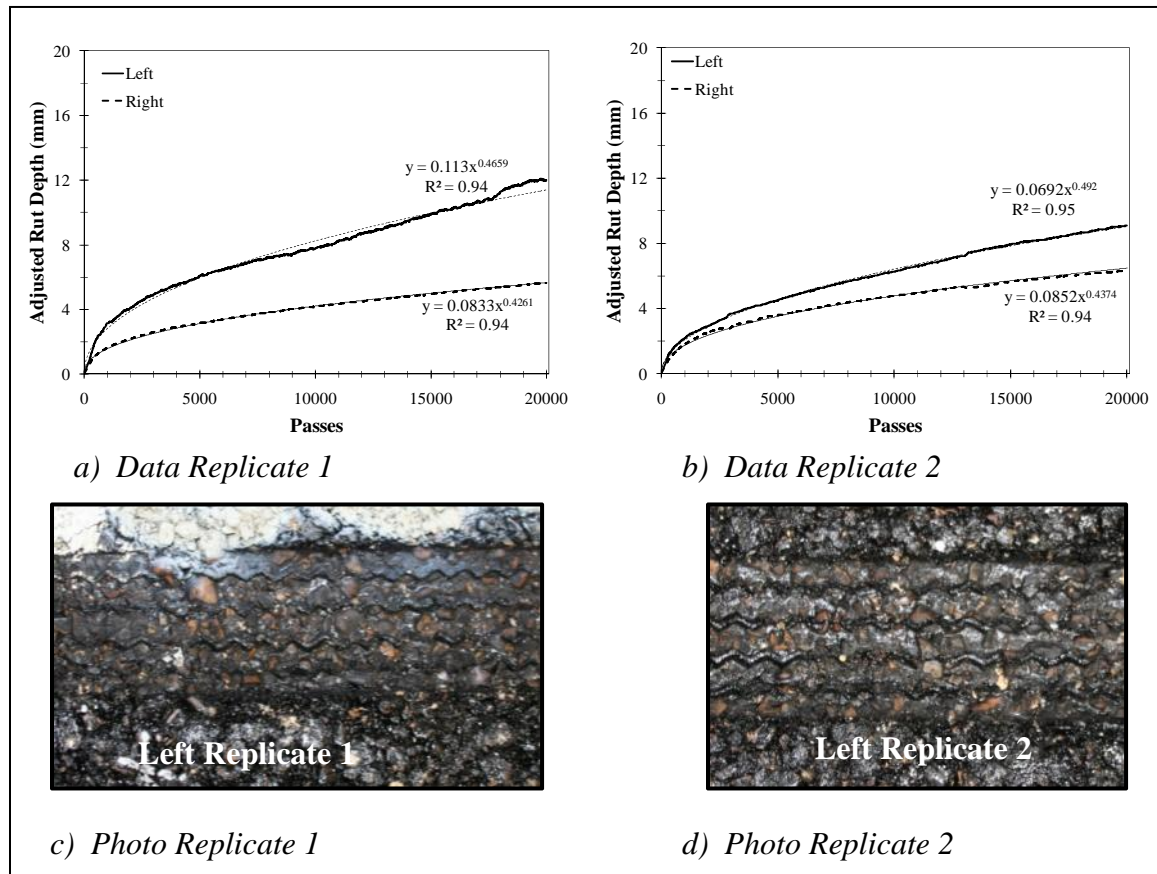 20
16
12
8
4
0
Adjusted Rut Depth (mm)
Left
Right
y = 0.113x^0.4659
R² = 0.94
y = 0.0833x^0.4261
R² = 0.94
0 5000 10000 15000 20000
Passes
a) Data Replicate 1
20
16
12
8
4
0
Adjusted Rut Depth (mm)
Left
Right
y = 0.0692x^0.492
R² = 0.95
y = 0.0852x^0.4374
R² = 0.94
0 5000 10000 15000 20000
Passes
b) Data Replicate 2
Left Replicate 1
c) Photo Replicate 1
Left Replicate 2
d) Photo Replicate 2